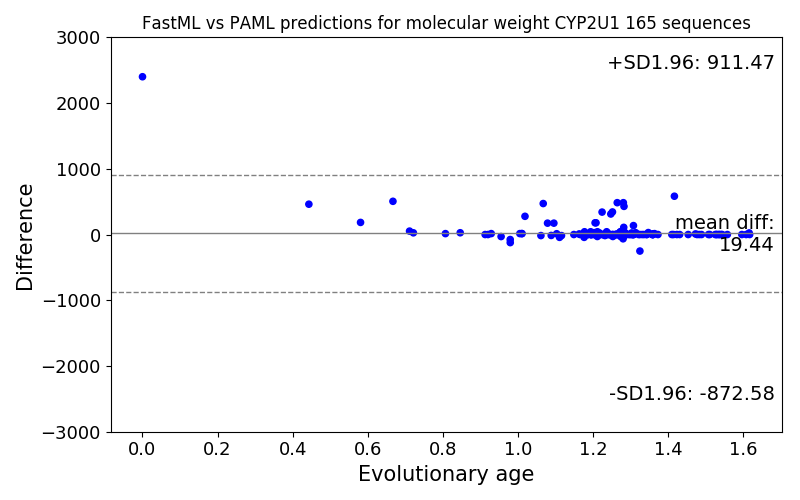 FastML vs PAML predictions for molecular weight CYP2U1 165 sequences
3000
+SD1.96: 911.47
2000
1000
mean diff:
0
19.44
−1000
−2000
-SD1.96: -872.58
−3000
Difference
0.0 0.2 0.4 0.6 0.8 1.0 1.2 1.4 1.6
Evolutionary age